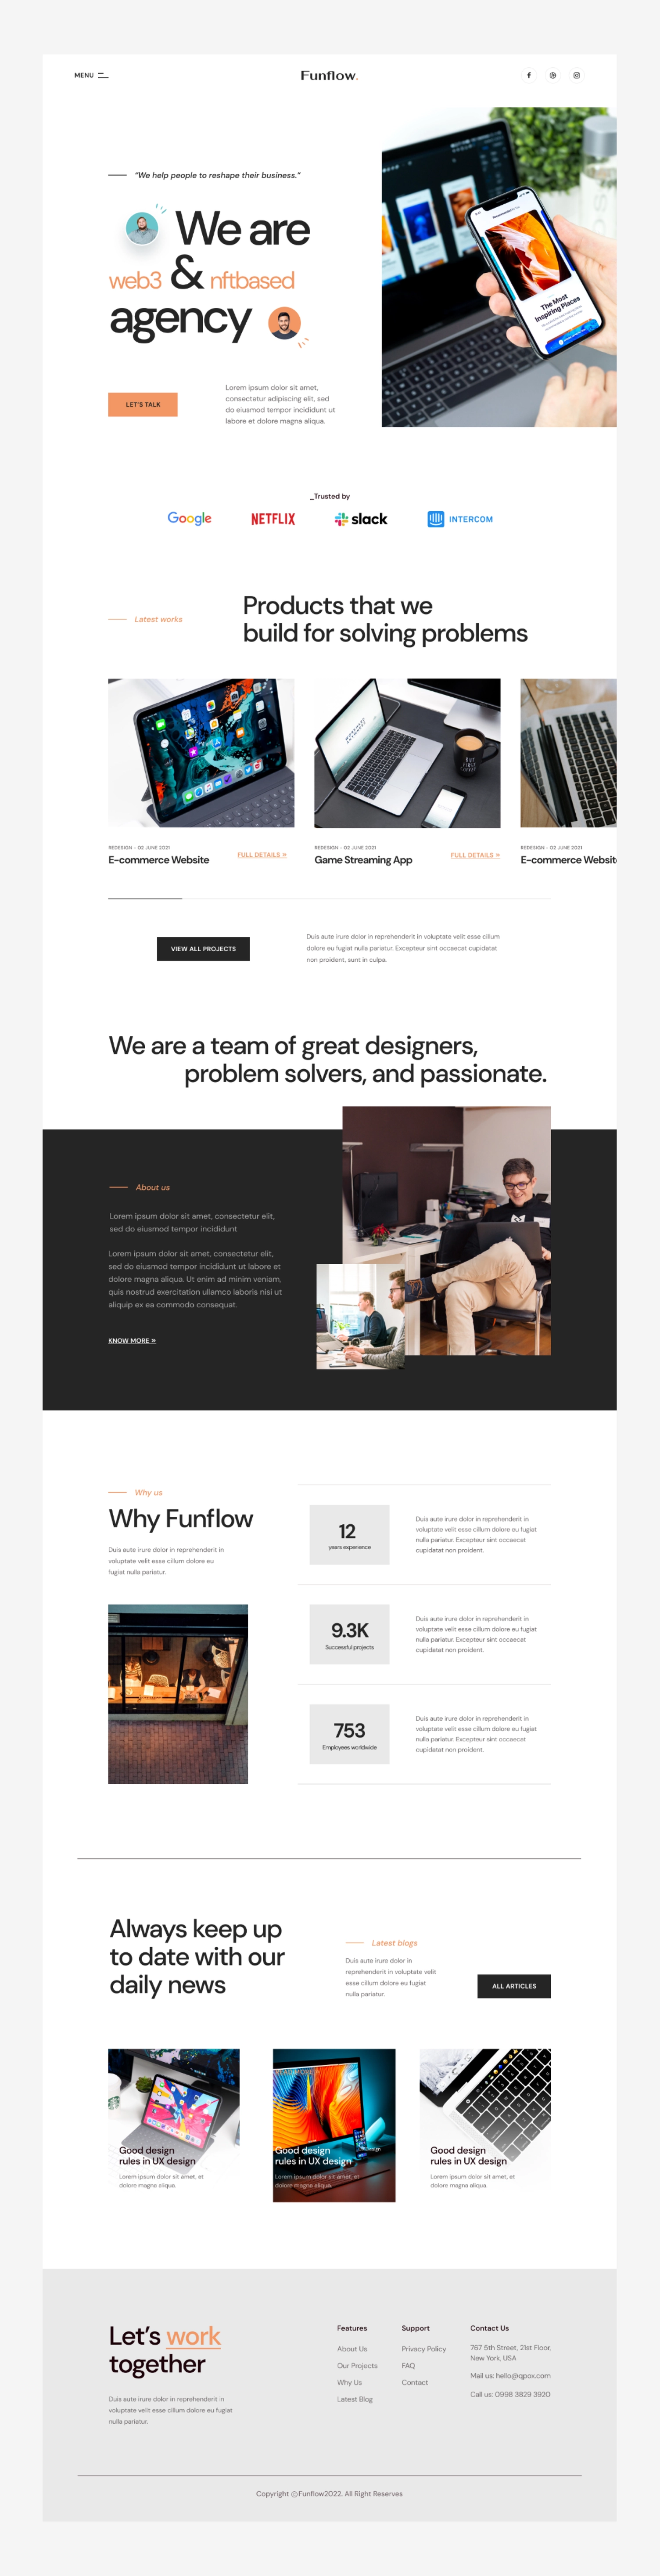 MENU
Funflow.
“We help people to reshape their business.”
We are
web3 & nftbased
agency
LET'S TALK
Lorem ipsum dolor sit amet,
consectetur adipiscing elit, sed
do eiusmod tempor incididunt ut
labore et dolore magna aliqua.
The Most
Inspiring Places
_Trusted by
Google
NETFLIX
slack
INTERCOM
Latest works
Products that we
build for solving problems
BUT
FIRST
COFFEE
REDESIGN - 02 JUNE 2021
E-commerce Website
FULL DETAILS »
REDESIGN - 02 JUNE 2021
Game Streaming App
FULL DETAILS »
REDESIGN - 02 JUNE 2021
E-commerce Websit
VIEW ALL PROJECTS
Duis aute irure dolor in reprehenderit in voluptate velit esse cillum
dolore eu fugiat nulla pariatur. Excepteur sint occaecat cupidatat
non proident, sunt in culpa.
We are a team of great designers,
problem solvers, and passionate.
About us
Lorem ipsum dolor sit amet, consectetur elit,
sed do eiusmod tempor incididunt
Lorem ipsum dolor sit amet, consectetur elit,
sed do eiusmod tempor incididunt ut labore et
dolore magna aliqua. Ut enim ad minim veniam,
quis nostrud exercitation ullamco laboris nisi ut
aliquip ex ea commodo consequat.
KNOW MORE »
Why us
Why Funflow
Duis aute irure dolor in reprehenderit in
voluptate velit esse cillum dolore eu
fugiat nulla pariatur.
12
years experience
Duis aute irure dolor in reprehenderit in
voluptate velit esse cillum dolore eu fugiat
nulla pariatur. Excepteur sint occaecat
cupidatat non proident.
9.3K
Successful projects
Duis aute irure dolor in reprehenderit in
voluptate velit esse cillum dolore eu fugiat
nulla pariatur. Excepteur sint occaecat
cupidatat non proident.
753
Employees worldwide
Duis aute irure dolor in reprehenderit in
voluptate velit esse cillum dolore eu fugiat
nulla pariatur. Excepteur sint occaecat
cupidatat non proident.
Always keep up
to date with our
daily news
Latest blogs
Duis aute irure dolor in
reprehenderit in voluptate velit
esse cillum dolore eu fugiat
nulla pariatur.
ALL ARTICLES
Good design
rules in UX design
Lorem ipsum dolor sit amet, et
dolore magna aliqua.
Good design
rules in UX design
Lorem ipsum dolor sit amet, et
dolore magna aliqua.
Good design
rules in UX design
Lorem ipsum dolor sit amet, et
dolore magna aliqua.
Let's work
together
Duis aute irure dolor in reprehenderit in
voluptate velit esse cillum dolore eu fugiat
nulla pariatur.
Features
About Us
Our Projects
Why Us
Latest Blog
Support
Privacy Policy
FAQ
Contact
Contact Us
767 5th Street, 21st Floor,
New York, USA
Mail us: hello@qpox.com
Call us: 0998 3829 3920
Copyright ©Funflow2022. All Right Reserves